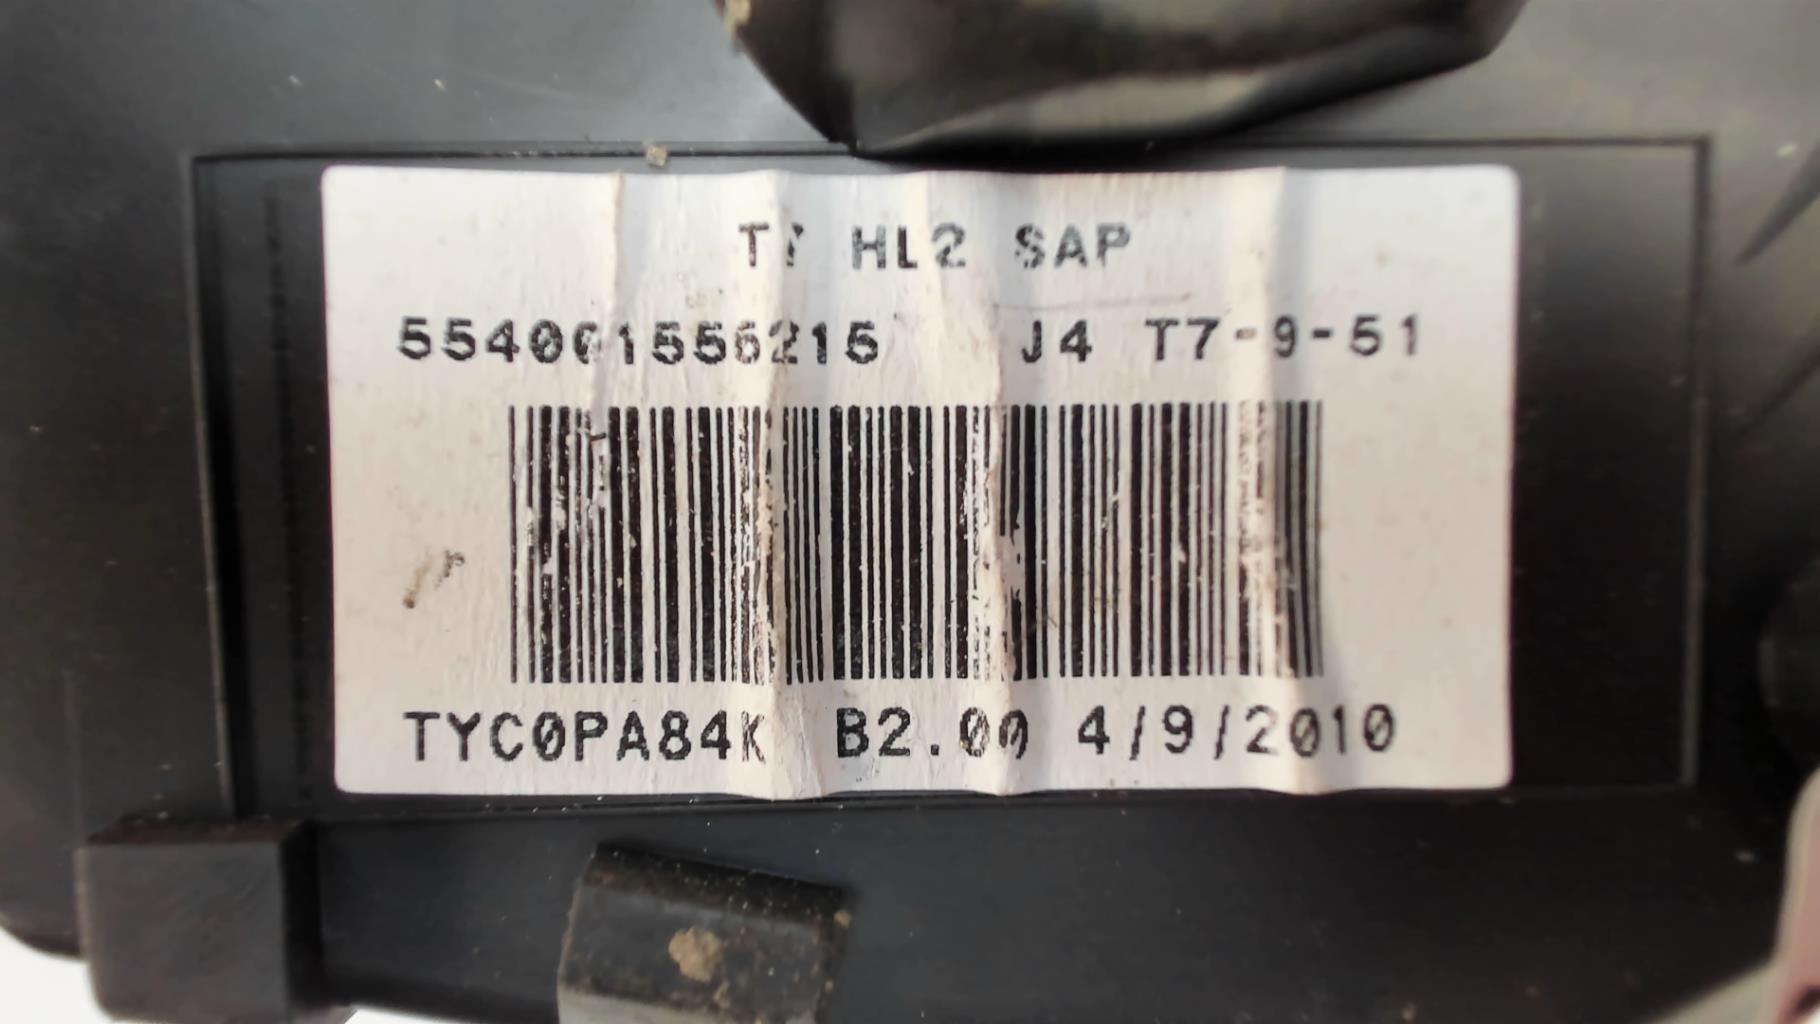 T7 HL2 SAP
554001556215 J4 T7-9-51
TYC0PA84K B2.00 4/9/2010